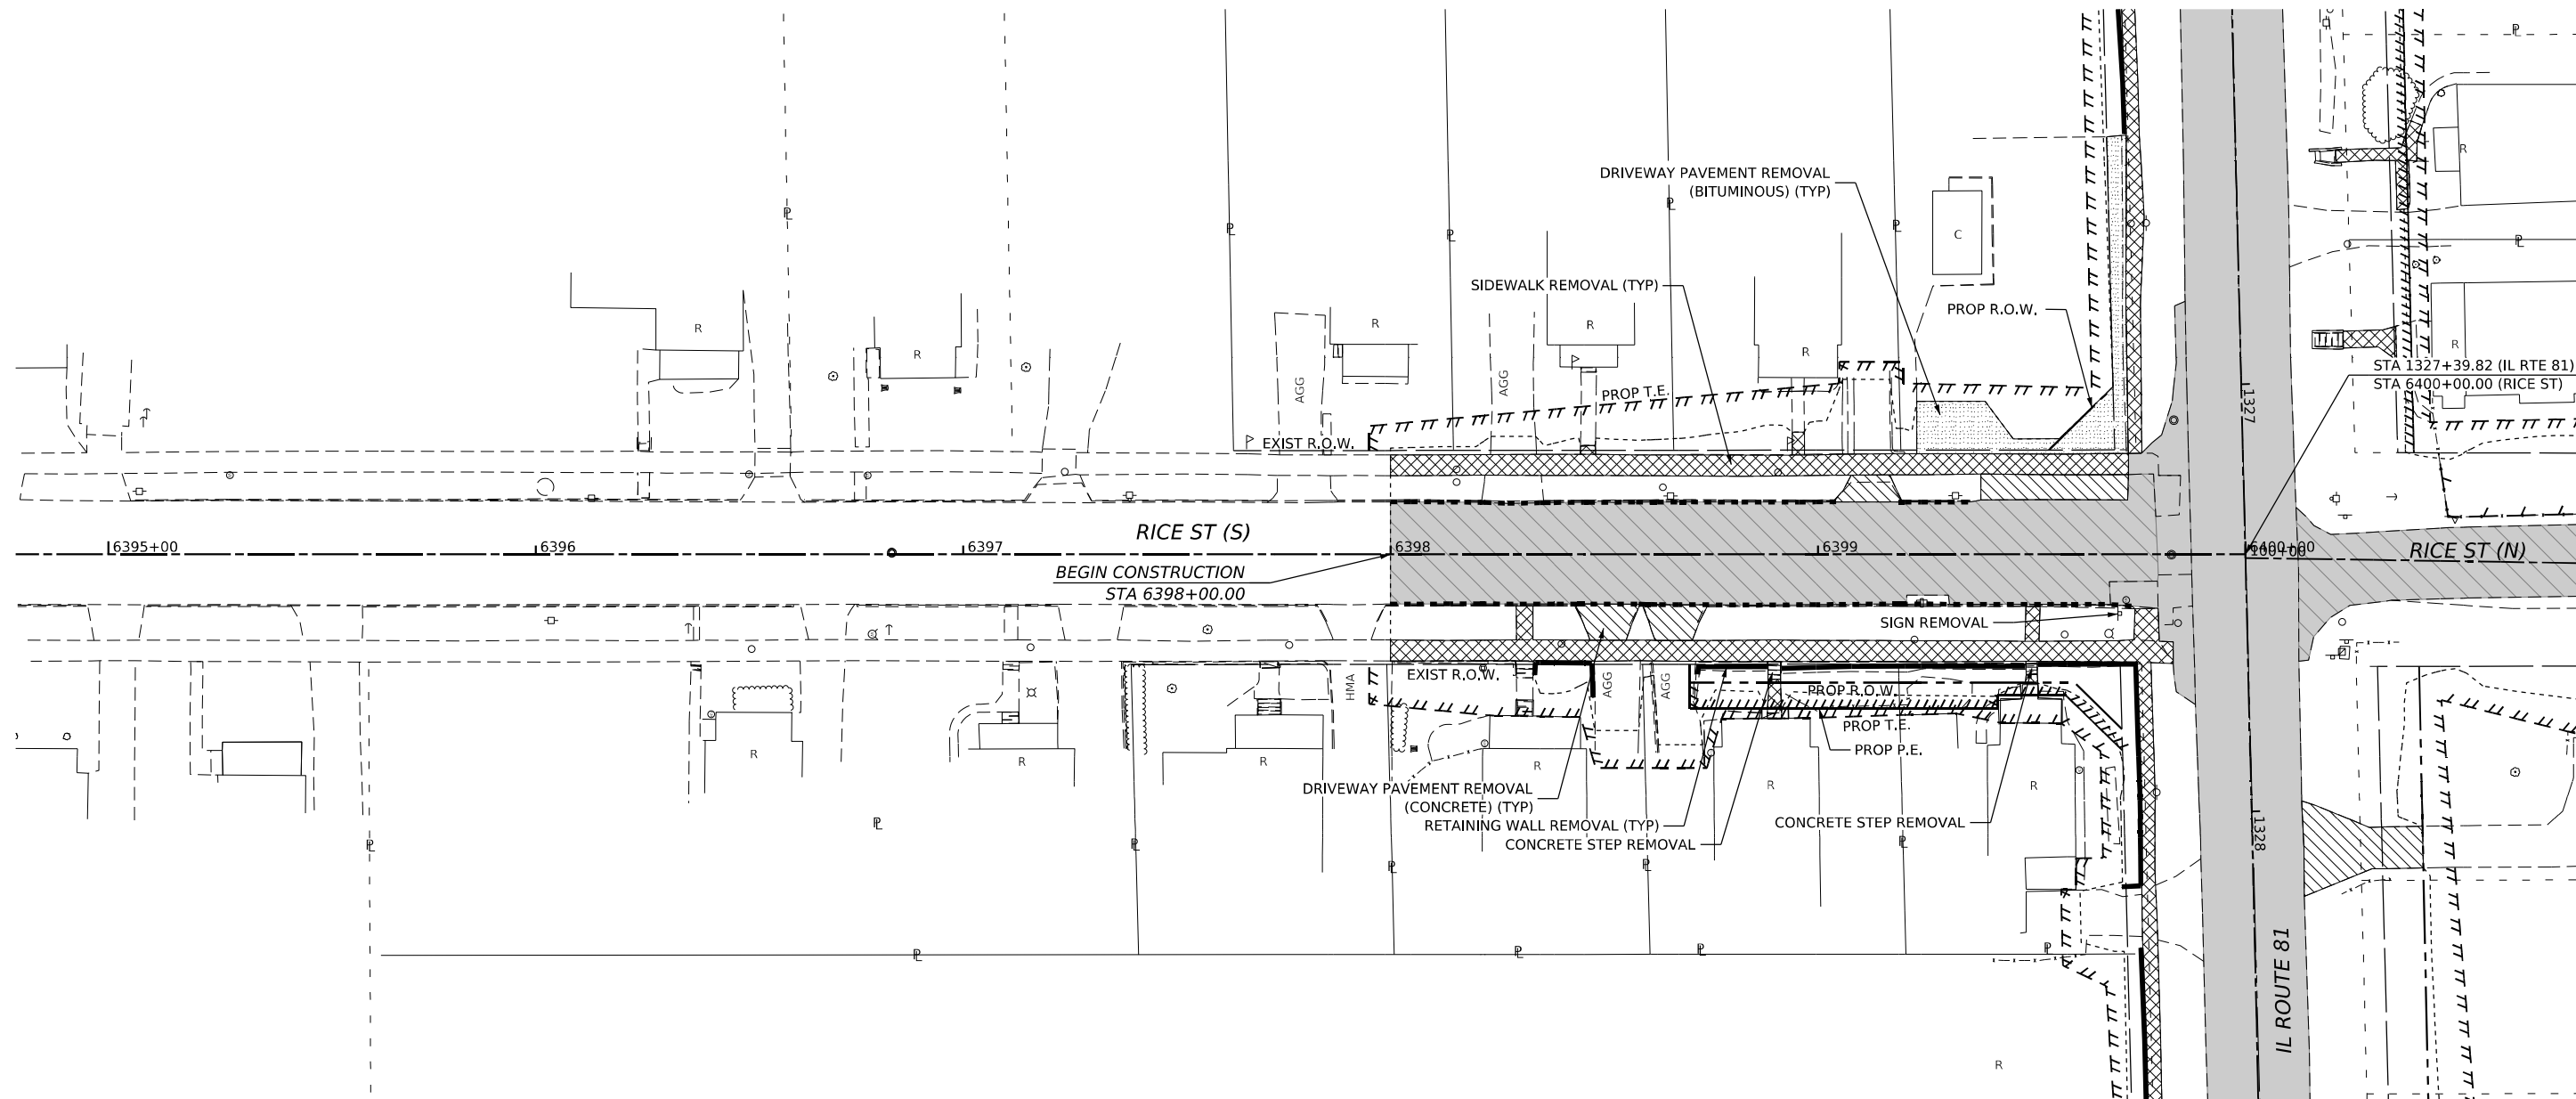 DRIVEWAY PAVEMENT REMOVAL
(BITUMINOUS) (TYP)
SIDEWALK REMOVAL (TYP)
PROP R.O.W.
C
R
R
R
R
R
R
R
STA 1327+39.82 (IL RTE 81)
STA 6400+00.00 (RICE ST)
AGG
AGG
PROP T.E.
EXIST R.O.W.
1327
RICE ST (S)
6395+00
6396
6397
6398
6399
RICE ST (N)
BEGIN CONSTRUCTION
STA 6398+00.00
SIGN REMOVAL
HMA
EXIST R.O.W.
AGG
AGG
PROP R.O.W.
PROP T.E.
PROP P.E.
R
R
R
R
R
R
DRIVEWAY PAVEMENT REMOVAL
(CONCRETE) (TYP)
RETAINING WALL REMOVAL (TYP)
CONCRETE STEP REMOVAL
CONCRETE STEP REMOVAL
1328
IL ROUTE 81
R